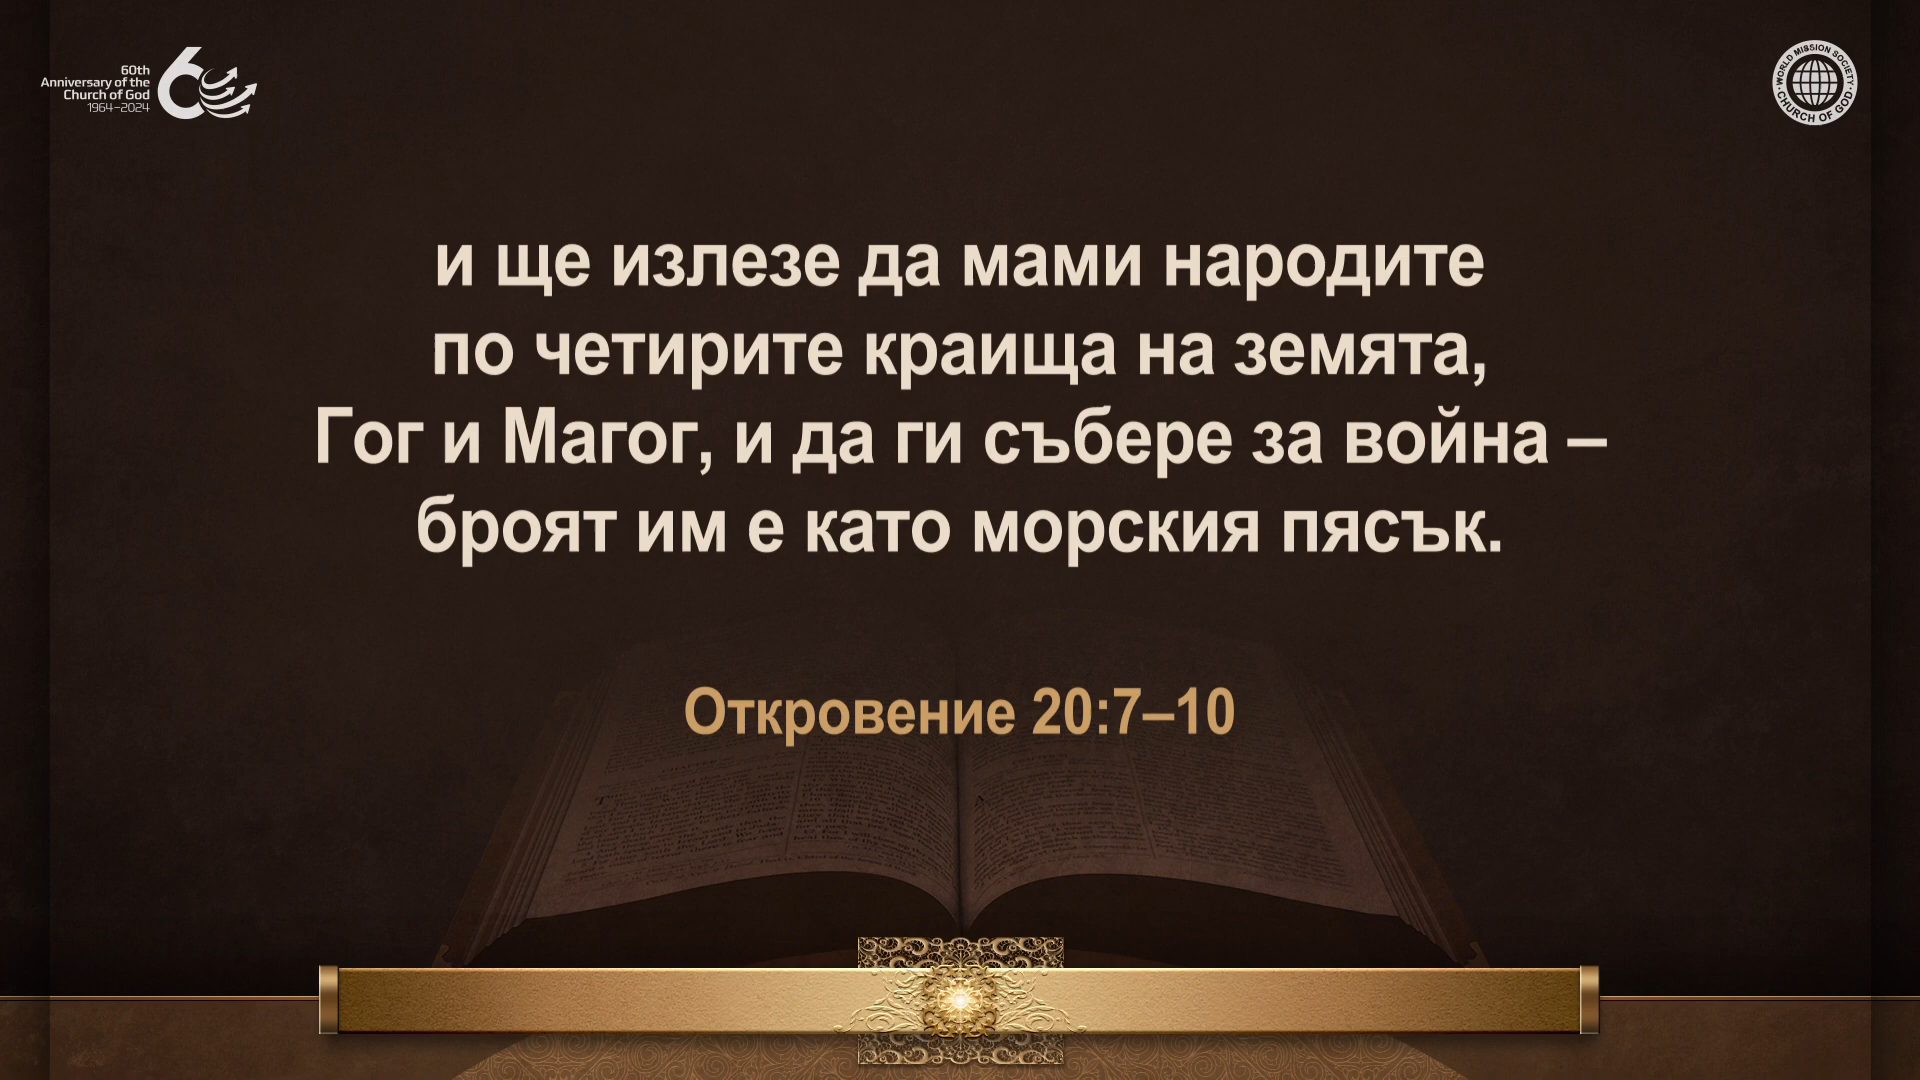 60th
Anniversary of the
Church of God
1964–2024
WORLD MISSION SOCIETY
CHURCH OF GOD
и ще излезе да мами народите
по четирите краища на земята,
Гог и Магог, и да ги събере за война –
броят им е като морския пясък.
Откровение 20:7–10